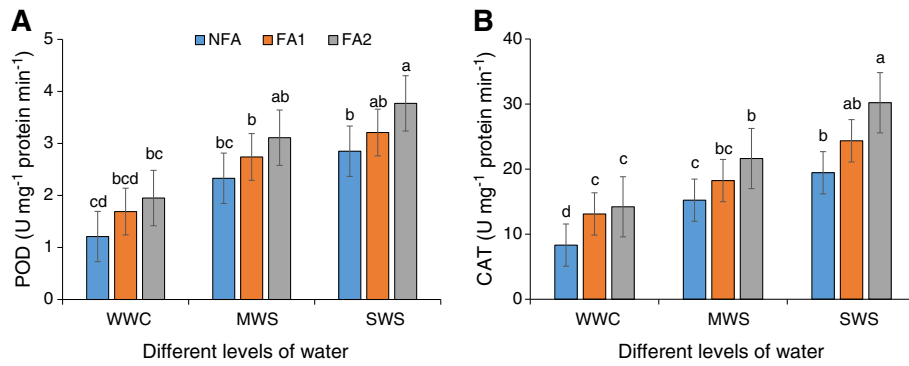 A
POD (U mg⁻¹ protein min⁻¹)
5
4
3
2
1
0
NFA FA1 FA2
cd bcd bc
bc b ab
b ab a
WWC MWS SWS
Different levels of water
B
CAT (U mg⁻¹ protein min⁻¹)
40
30
20
10
0
d c c
c bc b
b ab a
WWC MWS SWS
Different levels of water